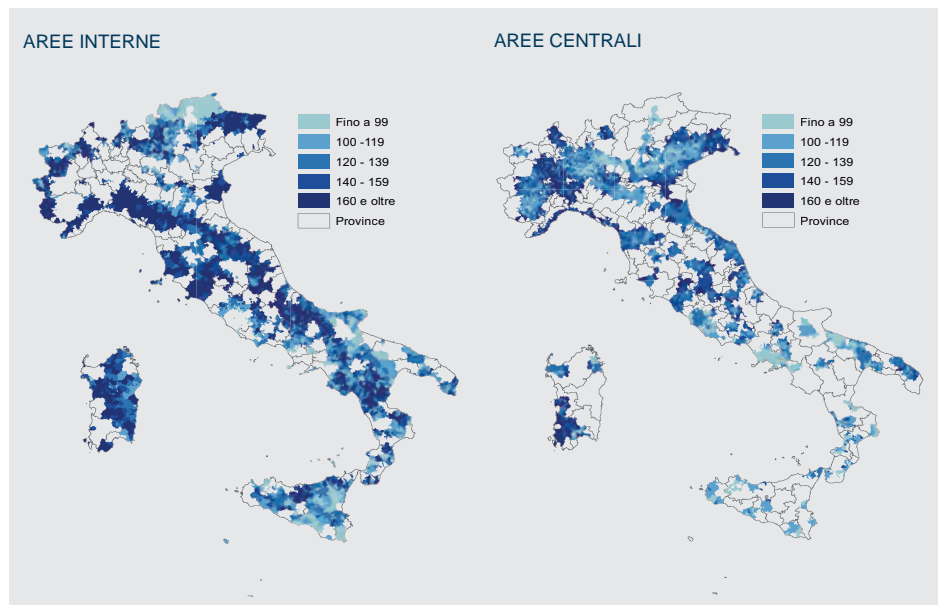 AREE INTERNE
Fino a 99
100 -119
120 - 139
140 - 159
160 e oltre
Province
AREE CENTRALI
Fino a 99
100 -119
120 - 139
140 - 159
160 e oltre
Province